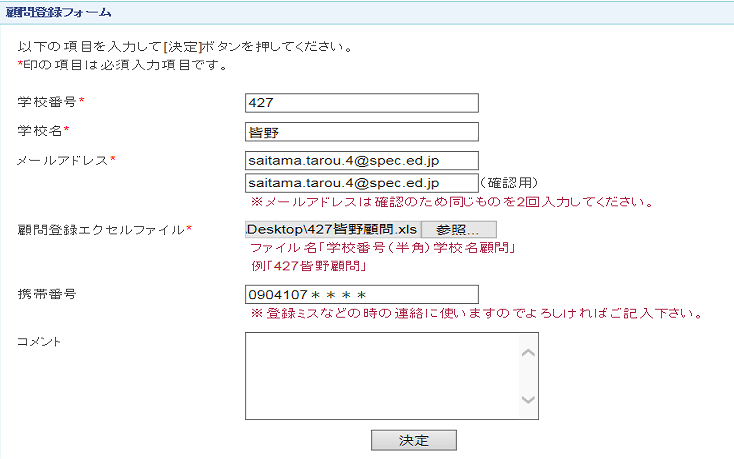 顧問登録フォーム
以下の項目を入力して[決定]ボタンを押してください。
*印の項目は必須入力項目です。
学校番号* 427
学校名* 皆野
メールアドレス* saitama.tarou.4@spec.ed.jp
saitama.tarou.4@spec.ed.jp (確認用)
※メールアドレスは確認のため同じものを2回入力してください。
顧問登録エクセルファイル* Desktop\427皆野顧問.xls 参照...
ファイル名「学校番号(半角)学校名顧問」
例「427皆野顧問」
携帯番号 0904107＊＊＊＊
※登録ミスなどの時の連絡に使いますのでよろしければご記入下さい。
コメント
決定